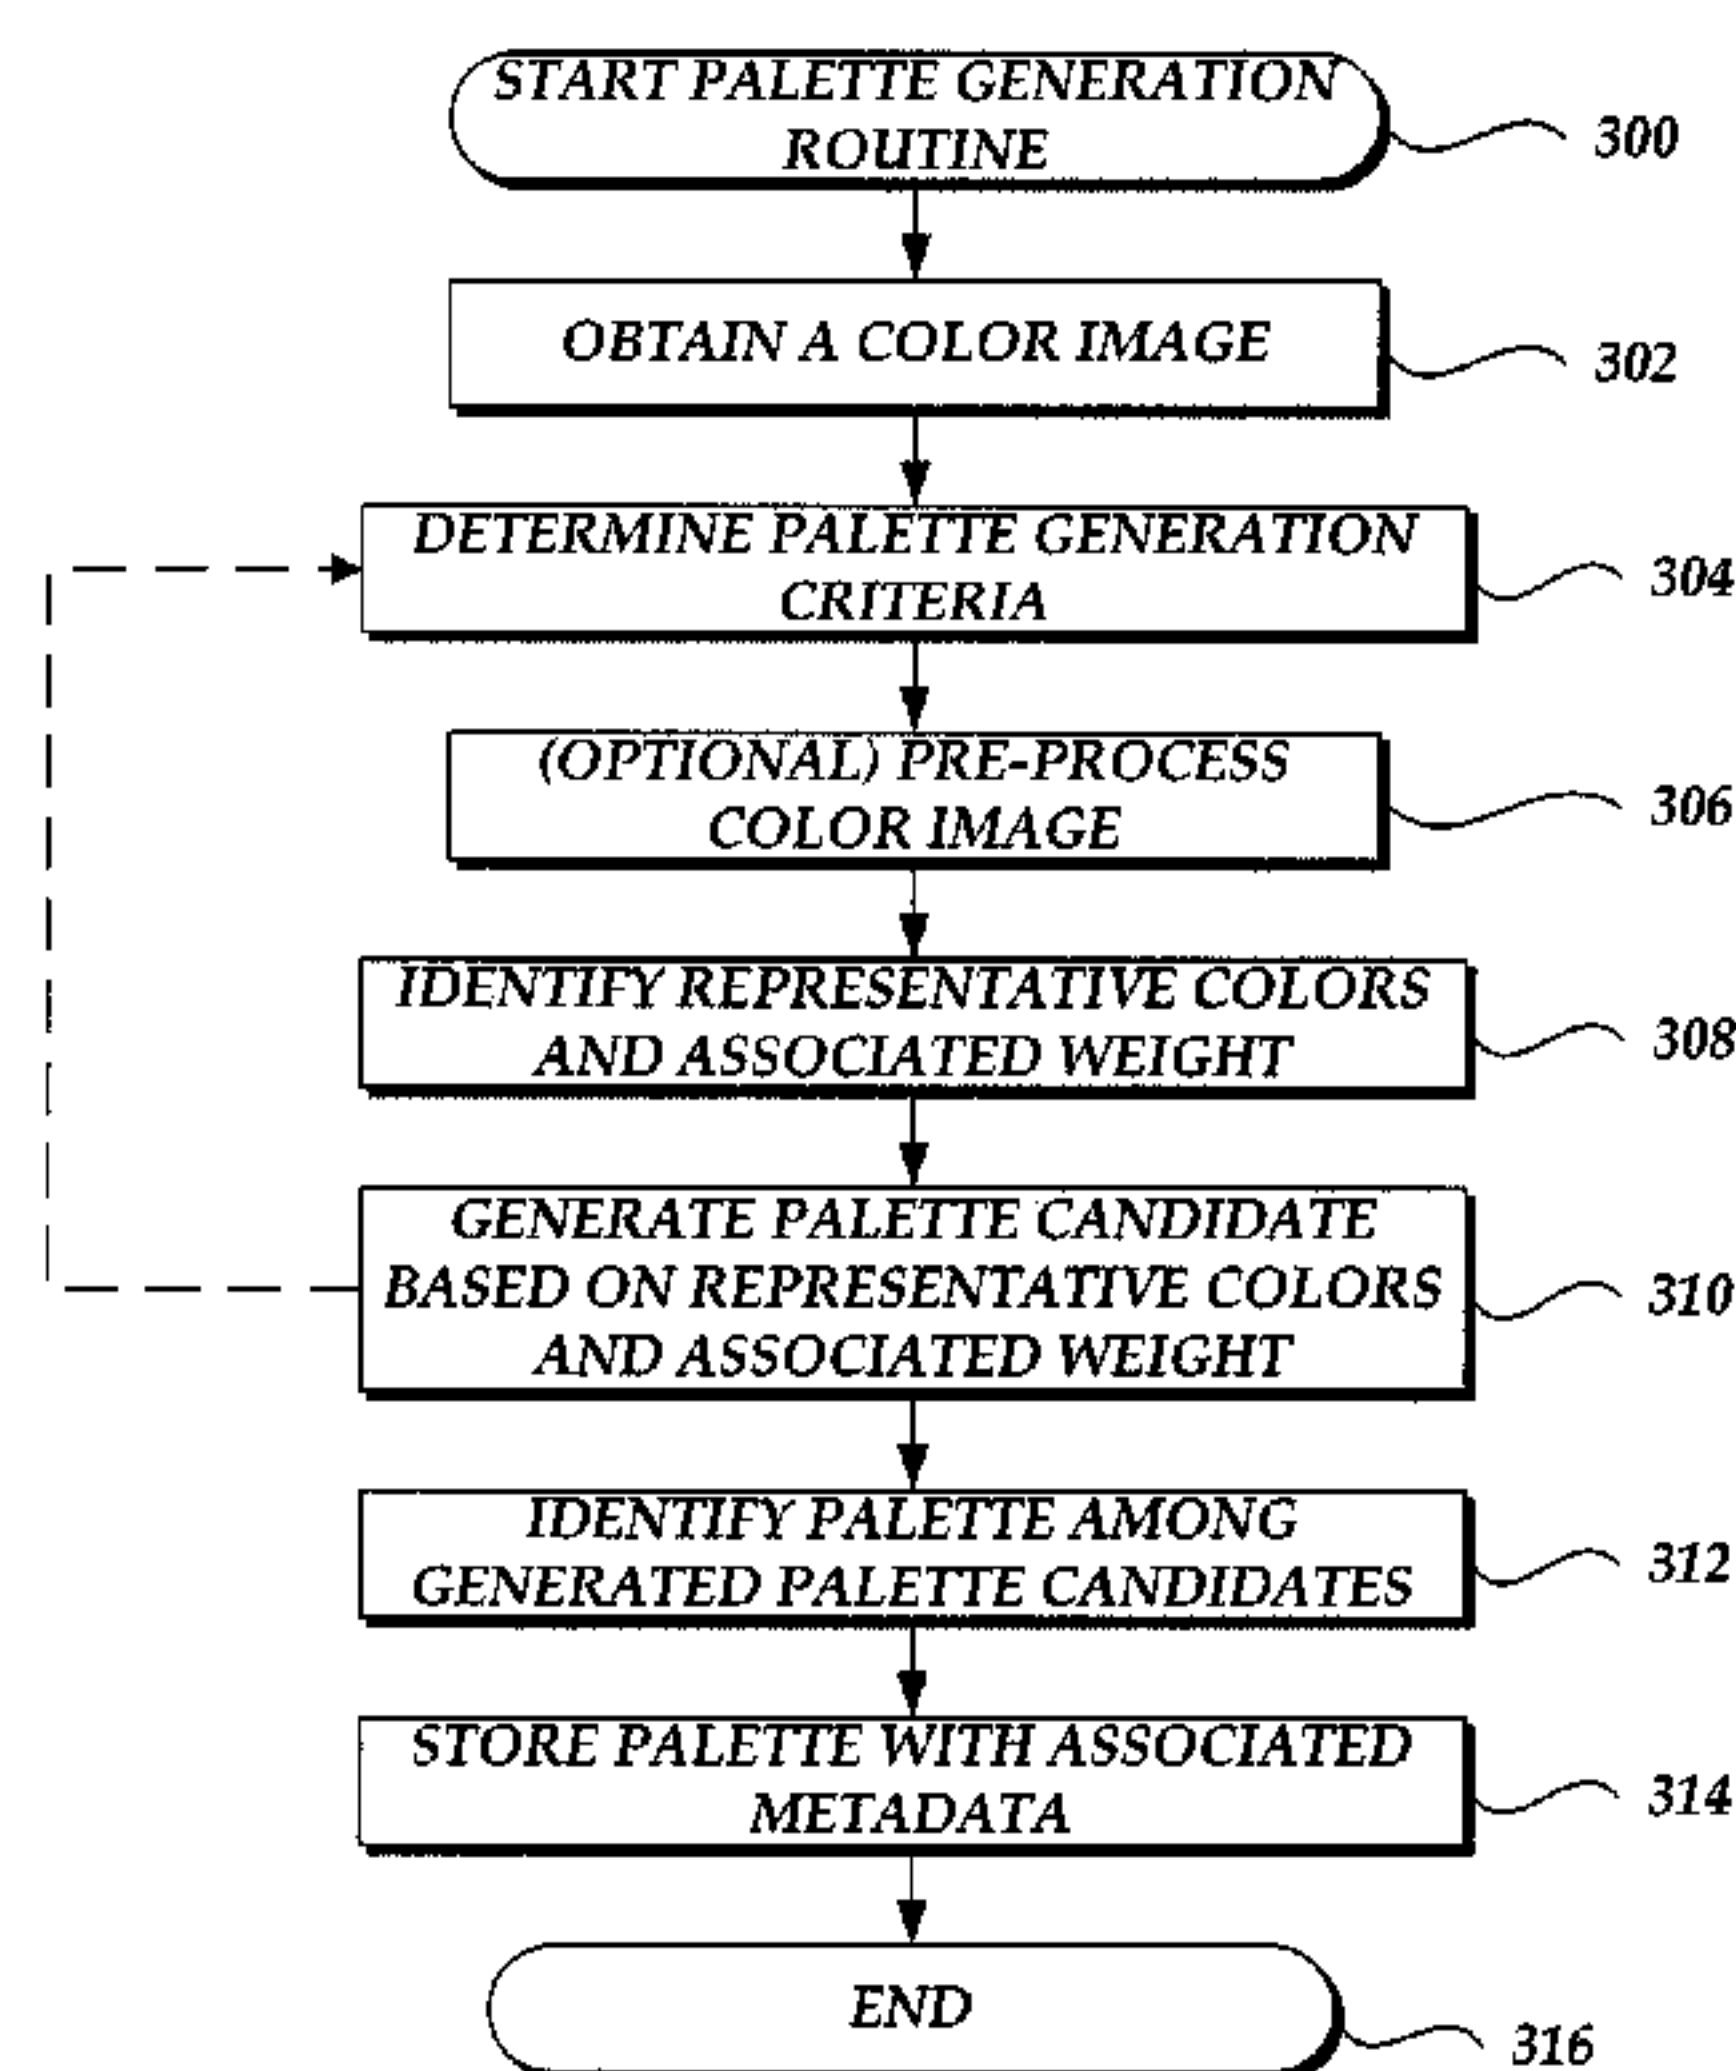 START PALETTE GENERATION
ROUTINE
300
OBTAIN A COLOR IMAGE
302
DETERMINE PALETTE GENERATION
CRITERIA
304
(OPTIONAL) PRE-PROCESS
COLOR IMAGE
306
IDENTIFY REPRESENTATIVE COLORS
AND ASSOCIATED WEIGHT
308
GENERATE PALETTE CANDIDATE
BASED ON REPRESENTATIVE COLORS
AND ASSOCIATED WEIGHT
310
IDENTIFY PALETTE AMONG
GENERATED PALETTE CANDIDATES
312
STORE PALETTE WITH ASSOCIATED
METADATA
314
END
316